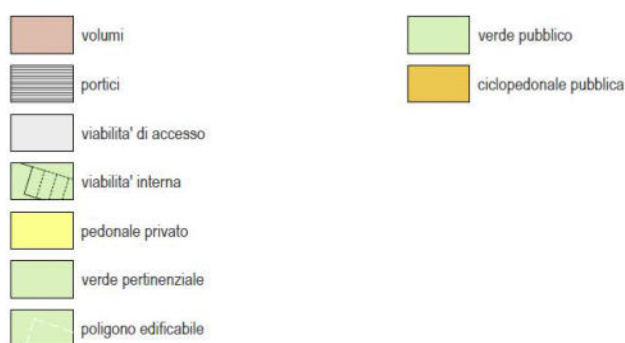 volumi
portici
viabilita' di accesso
viabilita' interna
pedonale privato
verde pertinenziale
poligono edificabile
verde pubblico
ciclopedonale pubblica